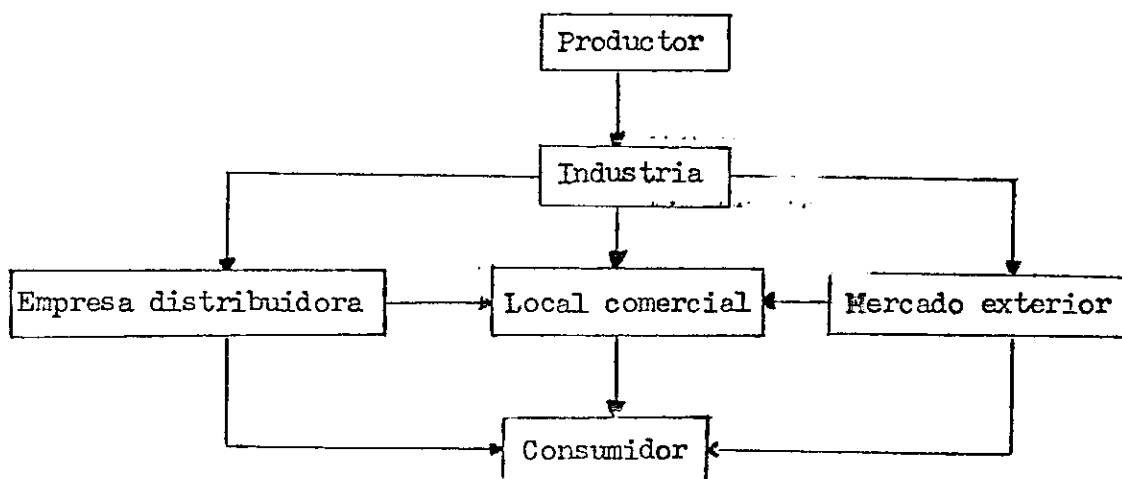 Productor
Industria
Empresa distribuidora
Local comercial
Mercado exterior
Consumidor